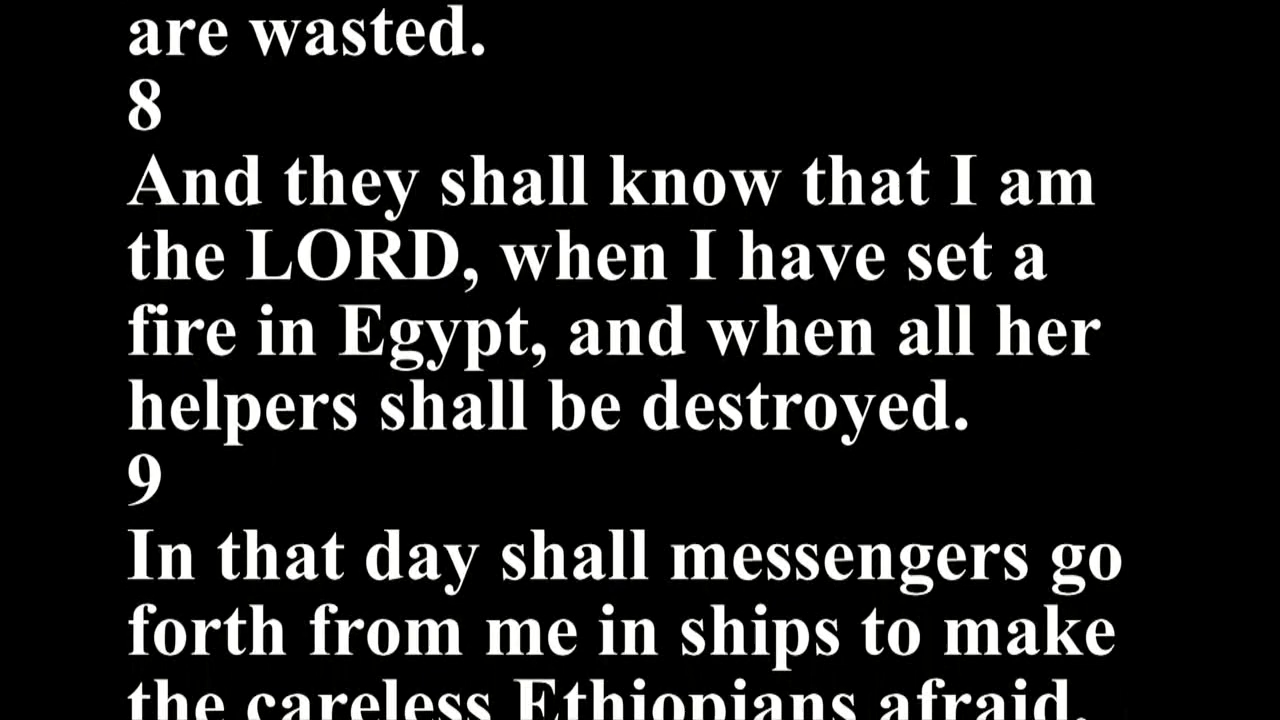 are wasted.
8
And they shall know that I am
the LORD, when I have set a
fire in Egypt, and when all her
helpers shall be destroyed.
9
In that day shall messengers go
forth from me in ships to make
the careless Ethiopians afraid,